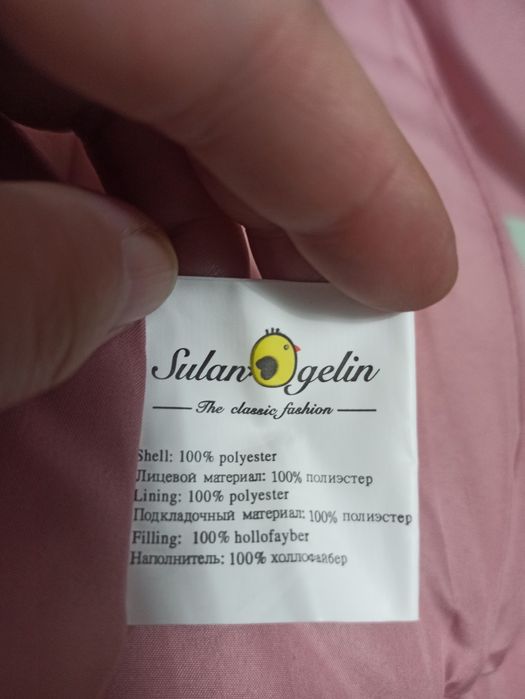 Sulan gelin
The classic fashion
Shell: 100% polyester
Лицевой материал: 100% полиэстер
Lining: 100% polyester
Подкладочный материал: 100% полиэстер
Filling: 100% hollofayber
Наполнитель: 100% холлофайбер